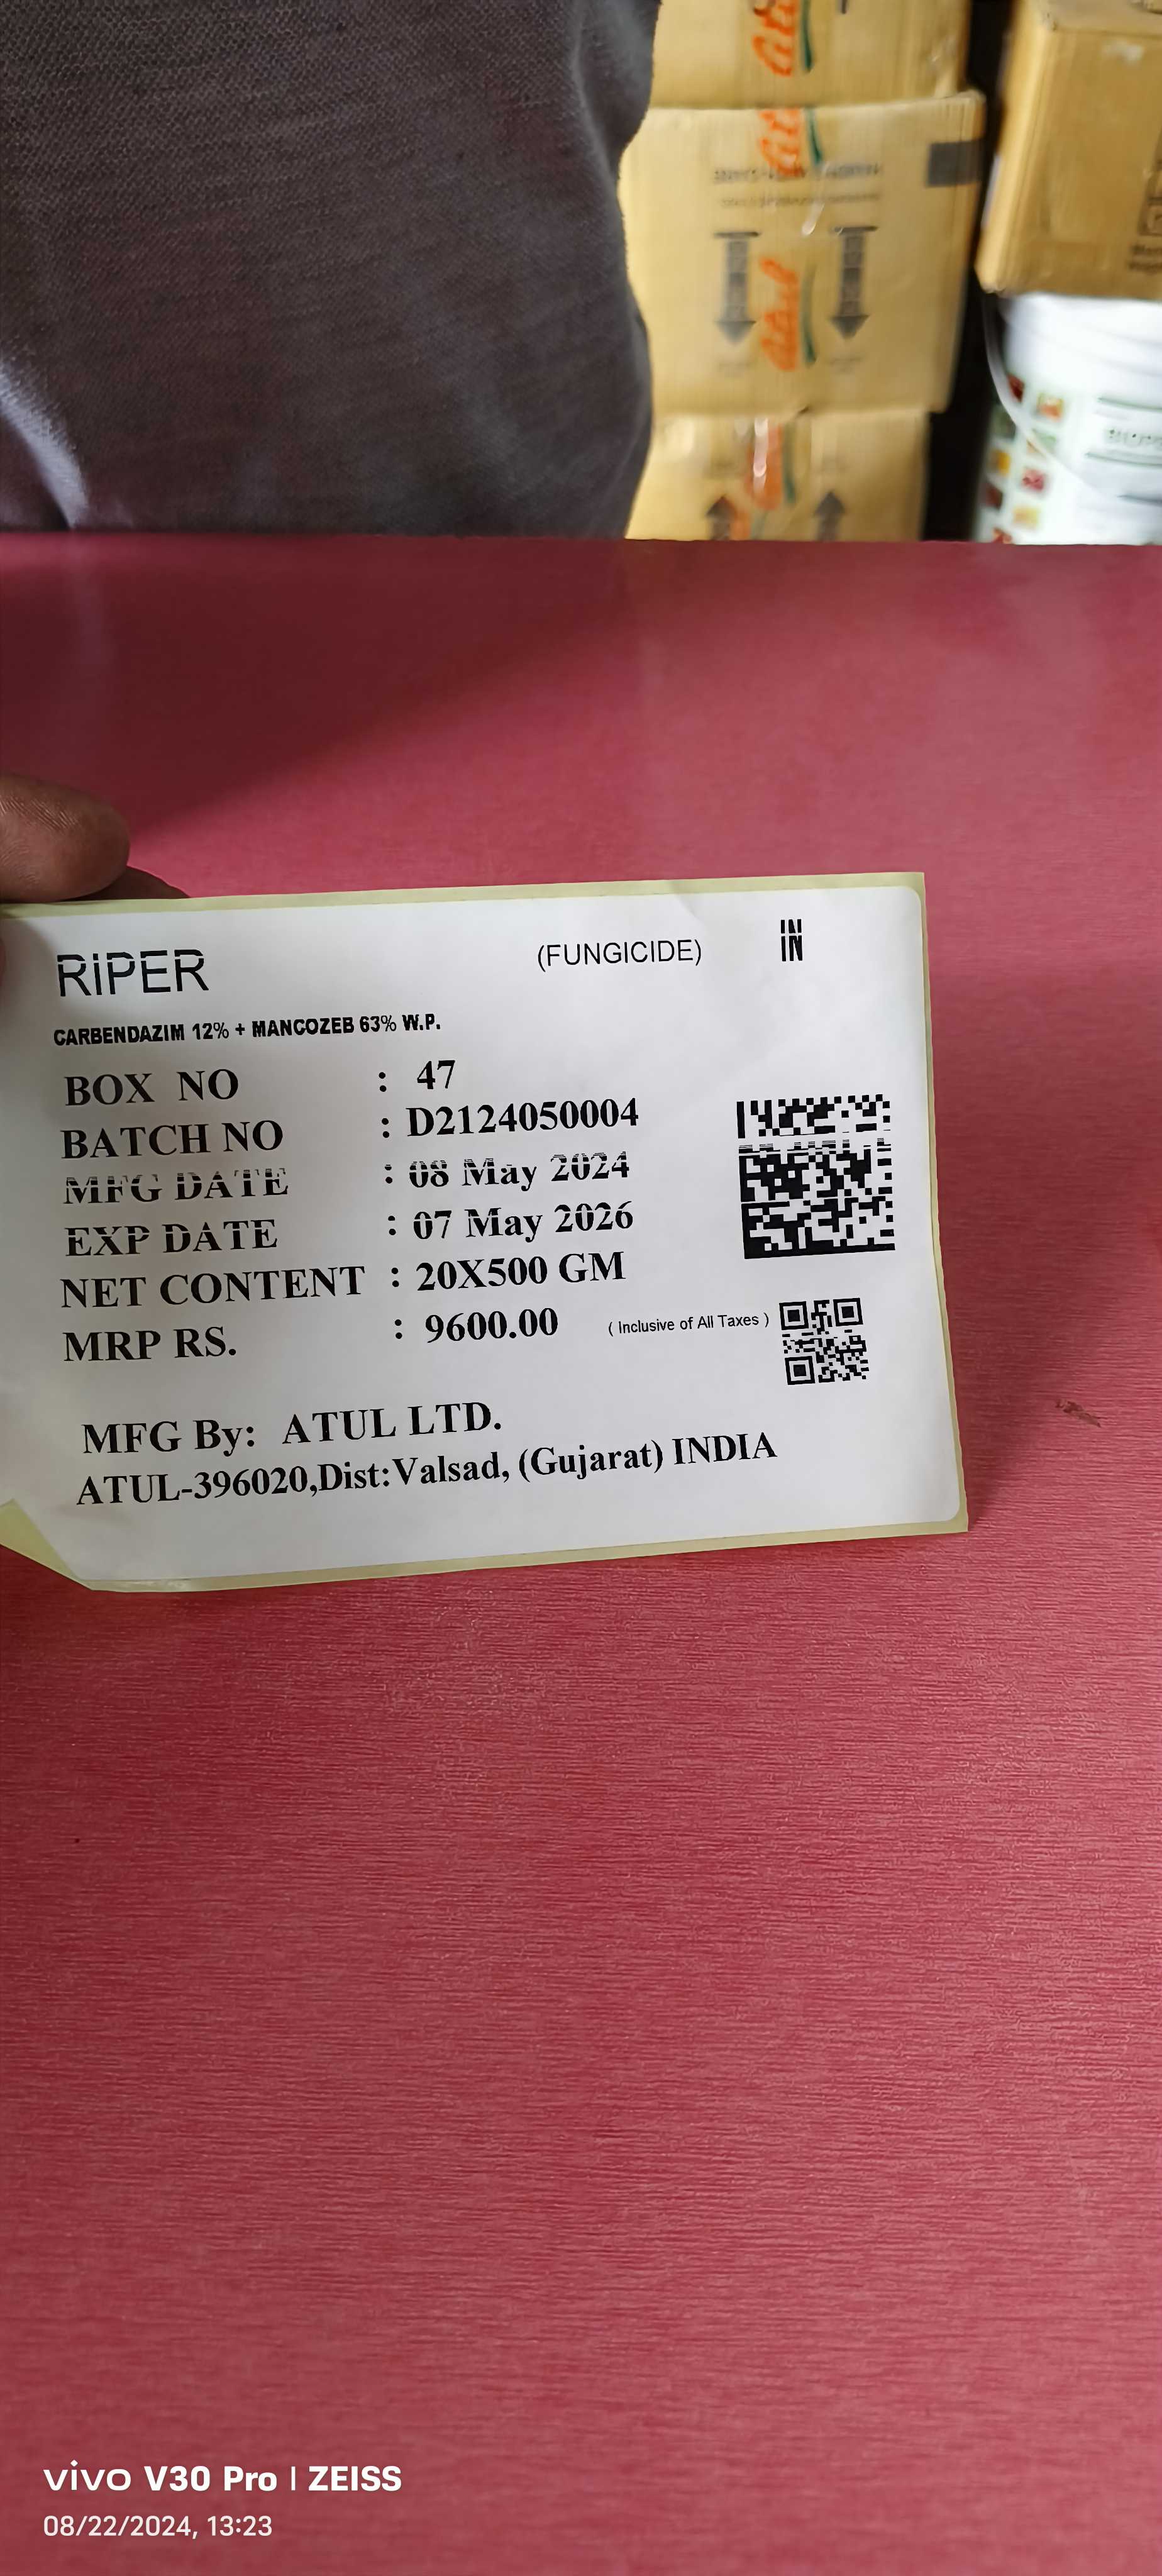 atul
RiPER (FUNGICIDE) IN
CARBENDAZIM 12% + MANCOZEB 63% W.P.
BOX NO : 47
BATCH NO : D2124050004
MFG DATE : 08 May 2024
EXP DATE : 07 May 2026
NET CONTENT : 20X500 GM
MRP RS. : 9600.00 ( Inclusive of All Taxes )
MFG By: ATUL LTD.
ATUL-396020,Dist:Valsad, (Gujarat) INDIA
vivo V30 Pro | ZEISS
08/22/2024, 13:23